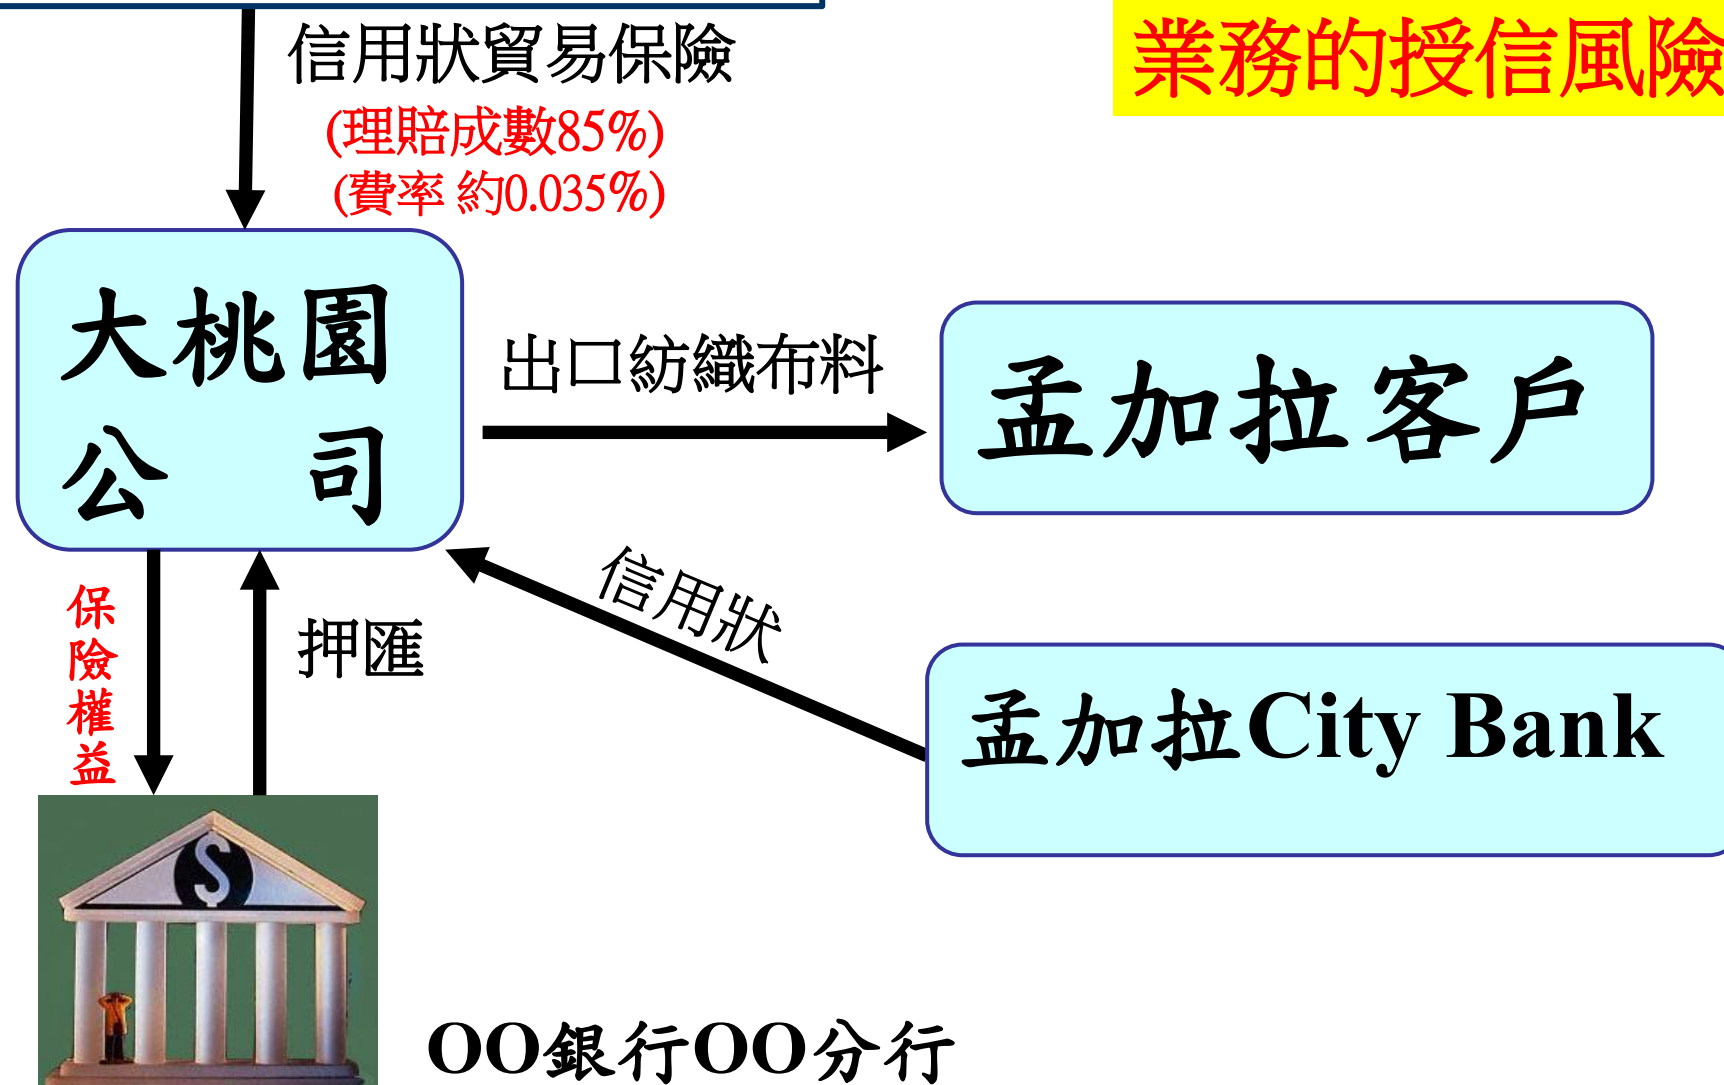 信用狀貿易保險
業務的授信風險
(理賠成數85%)
(費率 約0.035%)
大桃園
公 司
出口紡織布料
孟加拉客戶
信用狀
保險權益
押匯
孟加拉City Bank
OO銀行OO分行